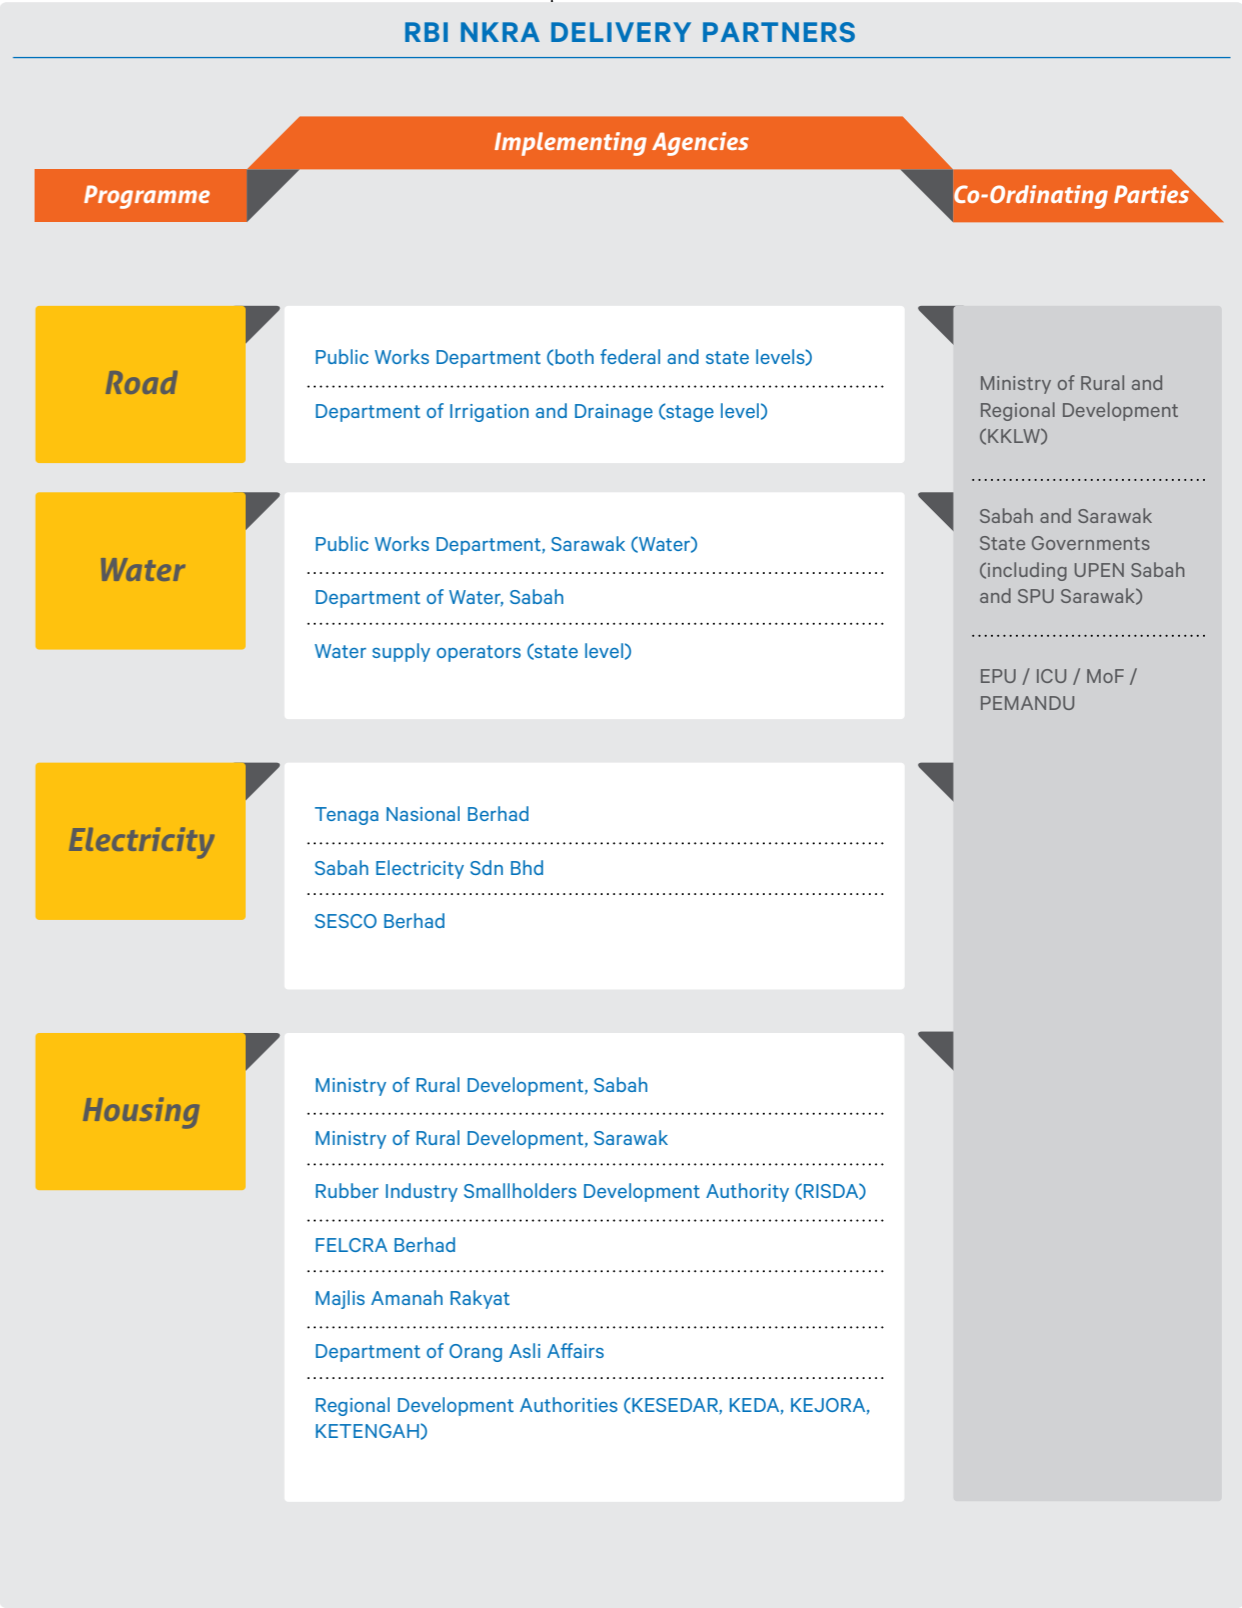 RBI NKRA DELIVERY PARTNERS
Implementing Agencies
Programme
Co-Ordinating Parties
Road
Public Works Department (both federal and state levels)
Department of Irrigation and Drainage (stage level)
Water
Public Works Department, Sarawak (Water)
Department of Water, Sabah
Water supply operators (state level)
Electricity
Tenaga Nasional Berhad
Sabah Electricity Sdn Bhd
SESCO Berhad
Housing
Ministry of Rural Development, Sabah
Ministry of Rural Development, Sarawak
Rubber Industry Smallholders Development Authority (RISDA)
FELCRA Berhad
Majlis Amanah Rakyat
Department of Orang Asli Affairs
Regional Development Authorities (KESEDAR, KEDA, KEJORA,
KETENGAH)
Ministry of Rural and
Regional Development
(KKLW)
Sabah and Sarawak
State Governments
(including UPEN Sabah
and SPU Sarawak)
EPU / ICU / MoF /
PEMANDU